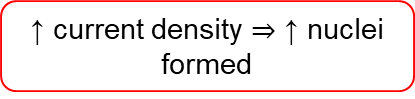 ↑ current density ⇒ ↑ nuclei
formed